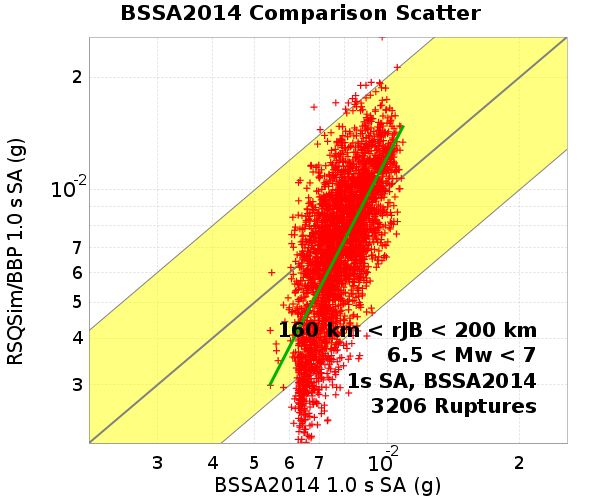 BSSA2014 Comparison Scatter
RSQSim/BBP 1.0 s SA (g)
2
10-2
7
6
5
4
3
160 km < rJB < 200 km
6.5 < Mw < 7
1s SA, BSSA2014
3206 Ruptures
3 4 5 6 7 10-2 2
BSSA2014 1.0 s SA (g)